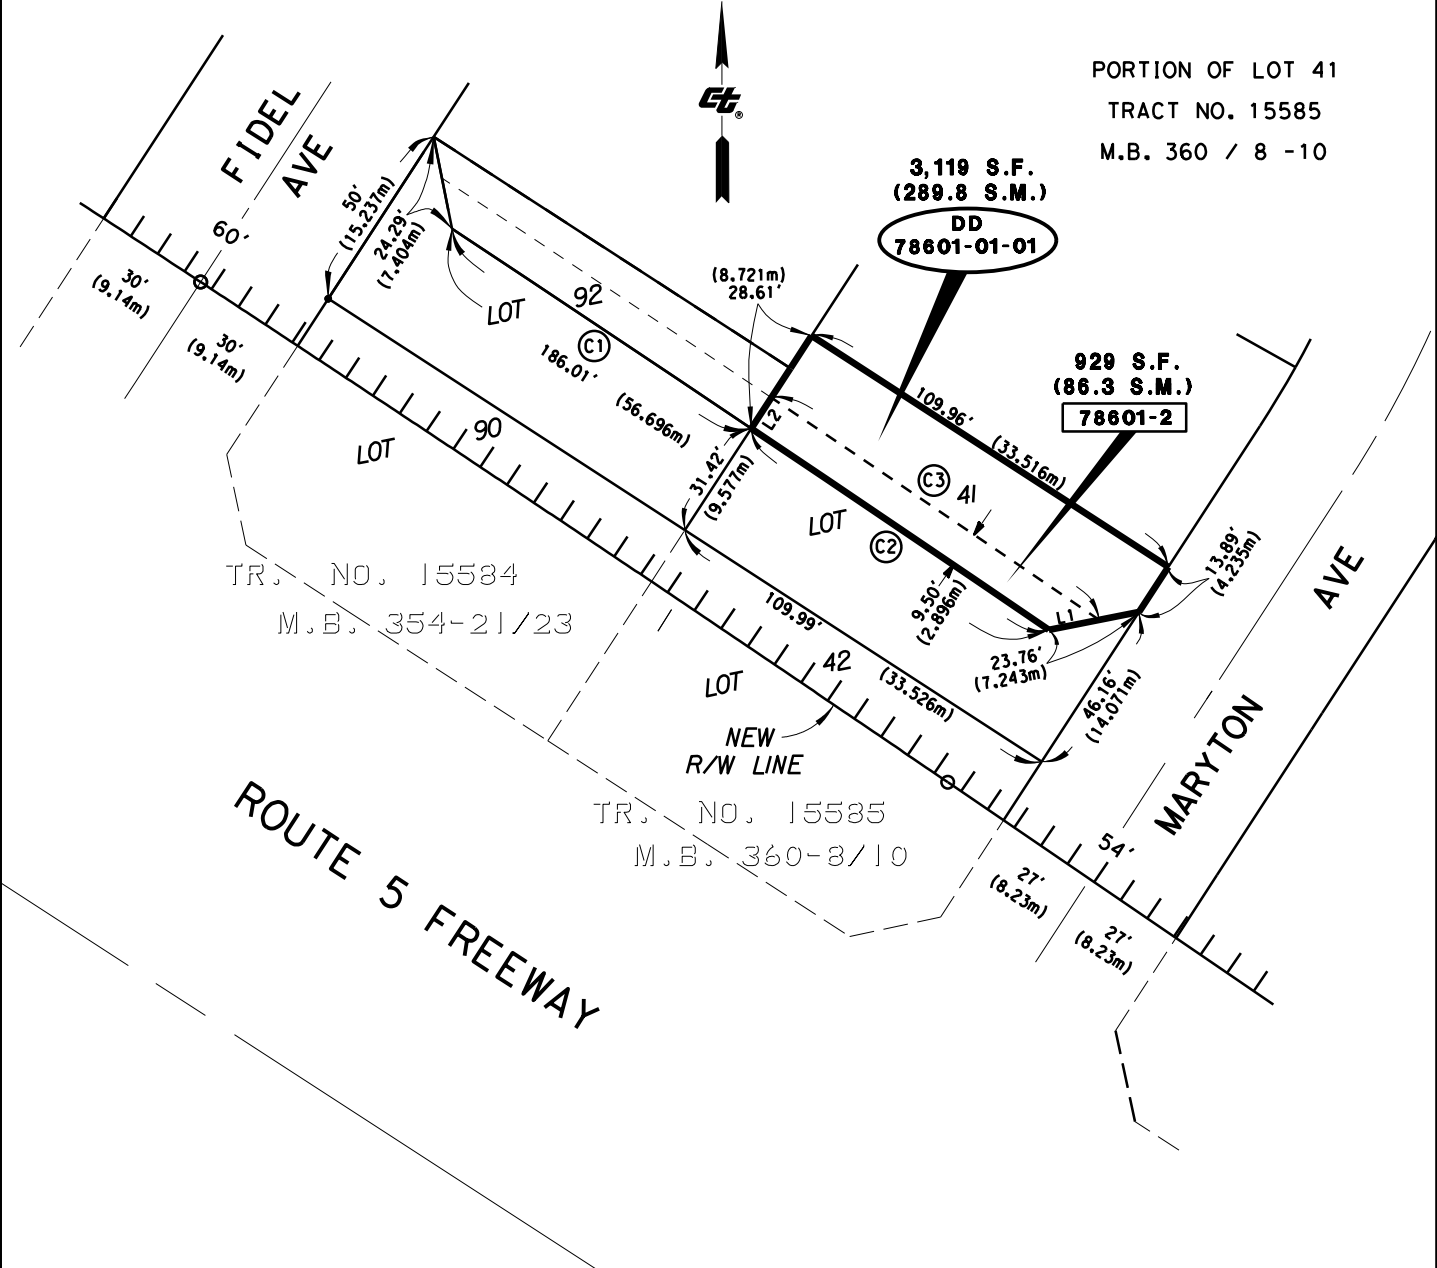 PORTION OF LOT 41
TRACT NO. 15585
M.B. 360 / 8 -10
Ct®
FIDEL
AVE
60'
30'
(9.14m)
30'
(9.14m)
50'
(15.237m)
24.29'
(7.404m)
LOT
92
C1
186.01'
(56.696m)
(8.721m)
28.61'
3,119 S.F.
(289.8 S.M.)
DD
78601-01-01
929 S.F.
(86.3 S.M.)
78601-2
109.96'
(33.516m)
L2
C3
41
LOT
C2
9.50'
(2.896m)
L1
13.89'
(4.235m)
23.76'
(7.243m)
46.16'
(14.071m)
LOT
90
31.42'
(9.577m)
TR. NO. 15584
M.B. 354-21/23
109.99'
(33.526m)
LOT
42
NEW
R/W LINE
TR. NO. 15585
M.B. 360-8/10
MARYTON AVE
54'
27'
(8.23m)
27'
(8.23m)
ROUTE 5 FREEWAY